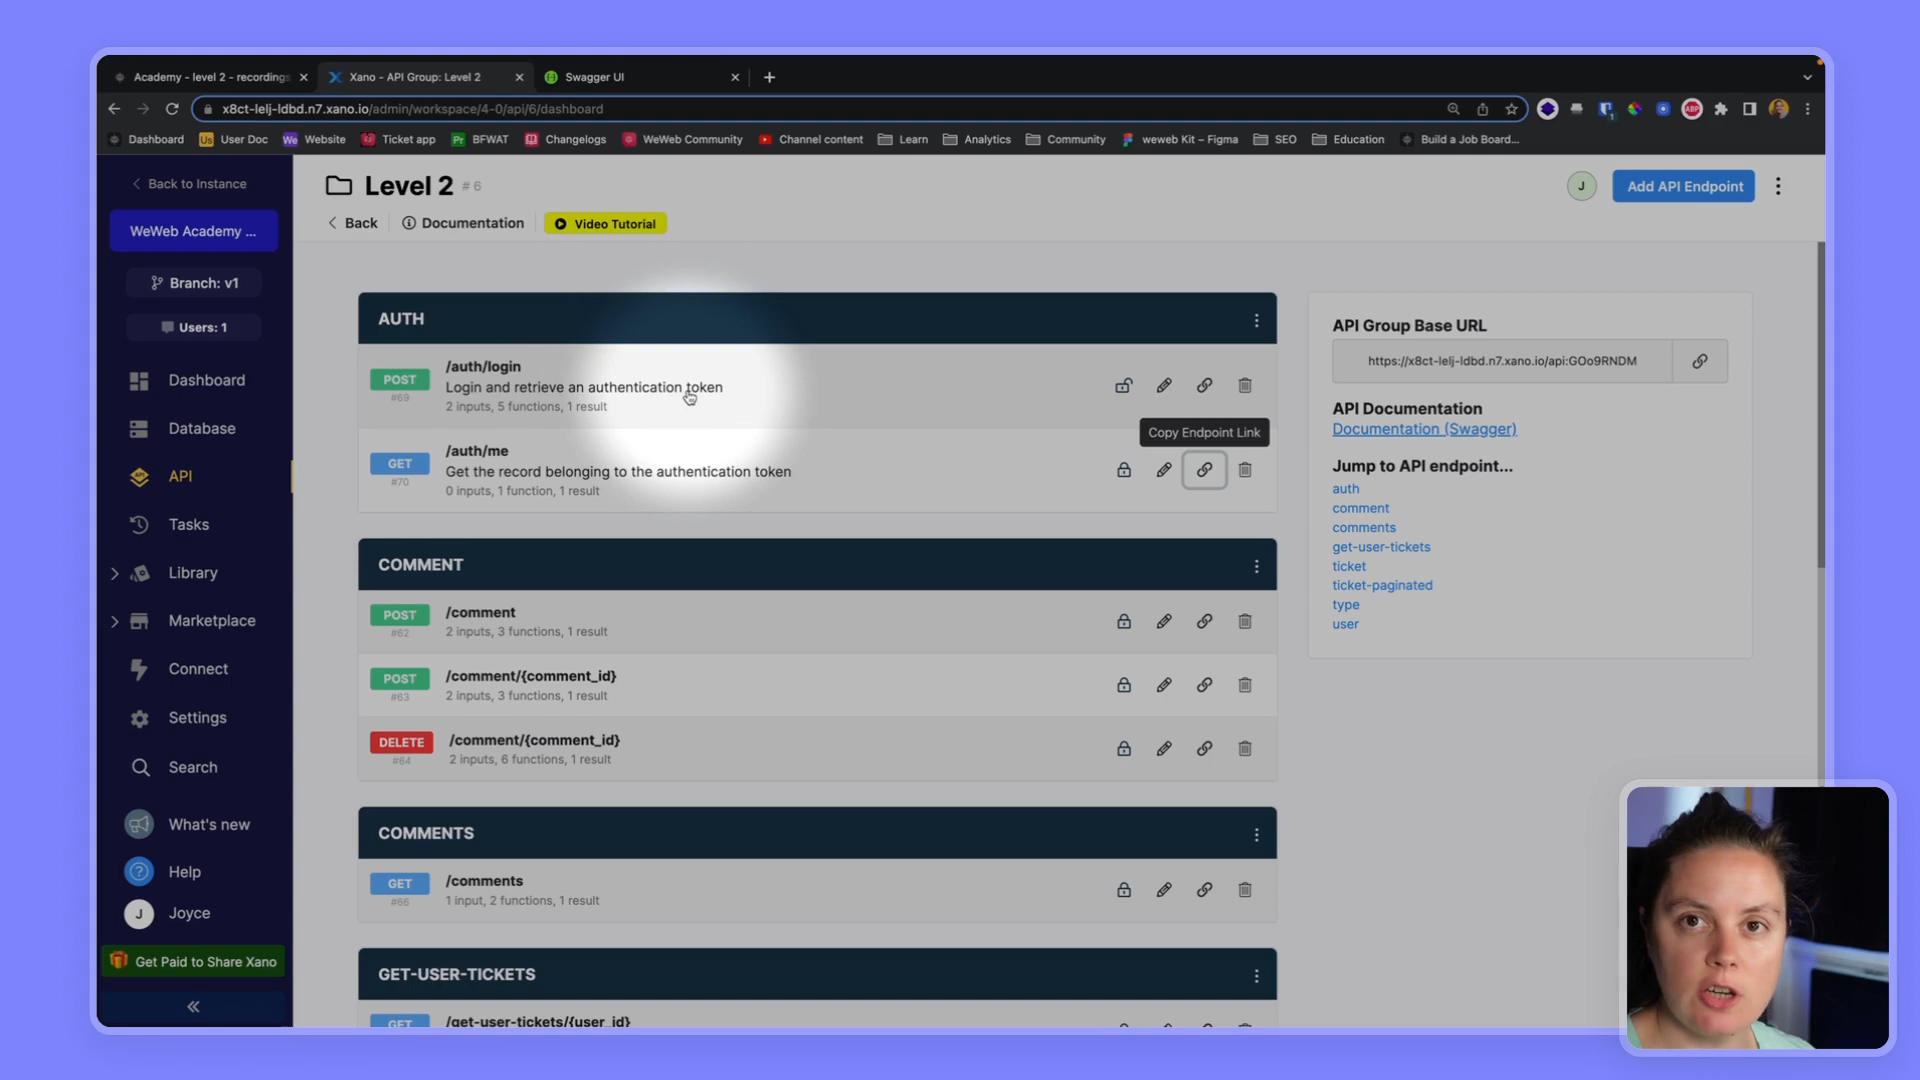 Academy - level 2 - recordings
Xano - API Group: Level 2
Swagger UI
x8ct-lelj-ldbd.n7.xano.io/admin/workspace/4-0/api/6/dashboard
ABP
Dashboard
Us User Doc
We Website
Ticket app
Pr BFWAT
Changelogs
WeWeb Community
Channel content
Learn
Analytics
Community
weweb Kit – Figma
SEO
Education
Build a Job Board...
Back to Instance
WeWeb Academy ...
Branch: v1
Users: 1
Dashboard
Database
API
Tasks
Library
Marketplace
Connect
Settings
Search
What's new
Help
J Joyce
Get Paid to Share Xano
Level 2 # 6
J
Add API Endpoint
Back
Documentation
Video Tutorial
AUTH
POST
#69
/auth/login
Login and retrieve an authentication token
2 inputs, 5 functions, 1 result
Copy Endpoint Link
GET
#70
/auth/me
Get the record belonging to the authentication token
0 inputs, 1 function, 1 result
COMMENT
POST
#62
/comment
2 inputs, 3 functions, 1 result
POST
#63
/comment/{comment_id}
2 inputs, 3 functions, 1 result
DELETE
#64
/comment/{comment_id}
2 inputs, 6 functions, 1 result
COMMENTS
GET
#66
/comments
1 input, 2 functions, 1 result
GET-USER-TICKETS
GET
/get-user-tickets/{user_id}
API Group Base URL
https://x8ct-lelj-ldbd.n7.xano.io/api:GOo9RNDM
API Documentation
Documentation (Swagger)
Jump to API endpoint...
auth
comment
comments
get-user-tickets
ticket
ticket-paginated
type
user